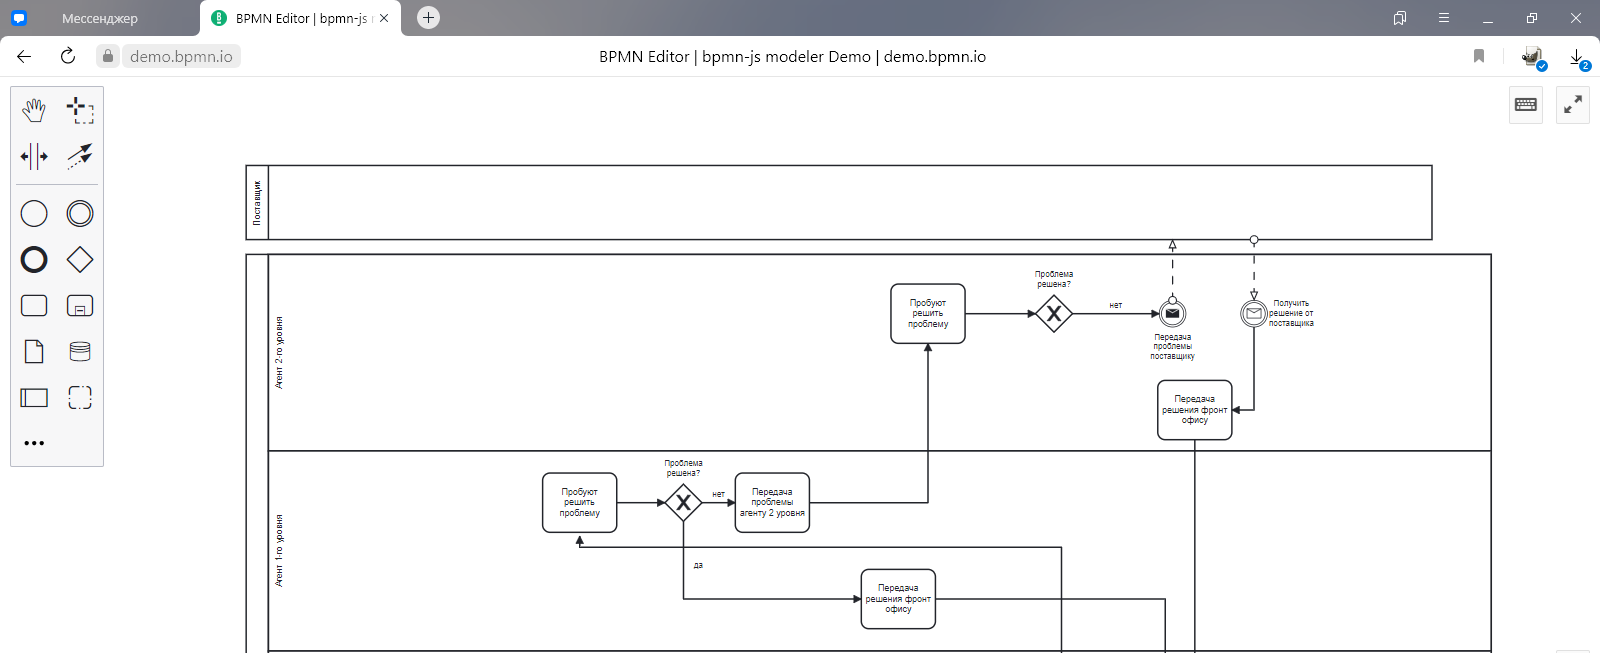 Мессенджер
BPMN Editor | bpmn-js
demo.bpmn.io
BPMN Editor | bpmn-js modeler Demo | demo.bpmn.io
2
Поставщик
Агент 2-го уровня
Пробуют
решить
проблему
Проблема
решена?
нет
Передача
проблемы
поставщику
Получить
решение от
поставщика
Передача
решения фронт
офису
Агент 1-го уровня
Пробуют
решить
проблему
Проблема
решена?
нет
Передача
проблемы
агенту 2 уровня
да
Передача
решения фронт
офису